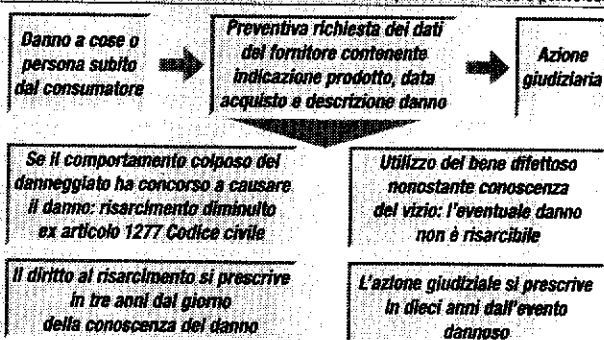 Danno a cose o
persona subito
dal consumatore
Preventiva richiesta dei dati
del fornitore contenente
indicazione prodotto, data
acquisto e descrizione danno
Azione
giudiziaria
Se il comportamento colposo del
danneggiato ha concorso a causare
il danno: risarcimento diminuito
ex articolo 1277 Codice civile
Utilizzo del bene difettoso
nonostante conoscenza
del vizio: l'eventuale danno
non è risarcibile
Il diritto al risarcimento si prescrive
in tre anni dal giorno
della conoscenza del danno
L'azione giudiziale si prescrive
in dieci anni dall'evento
dannoso